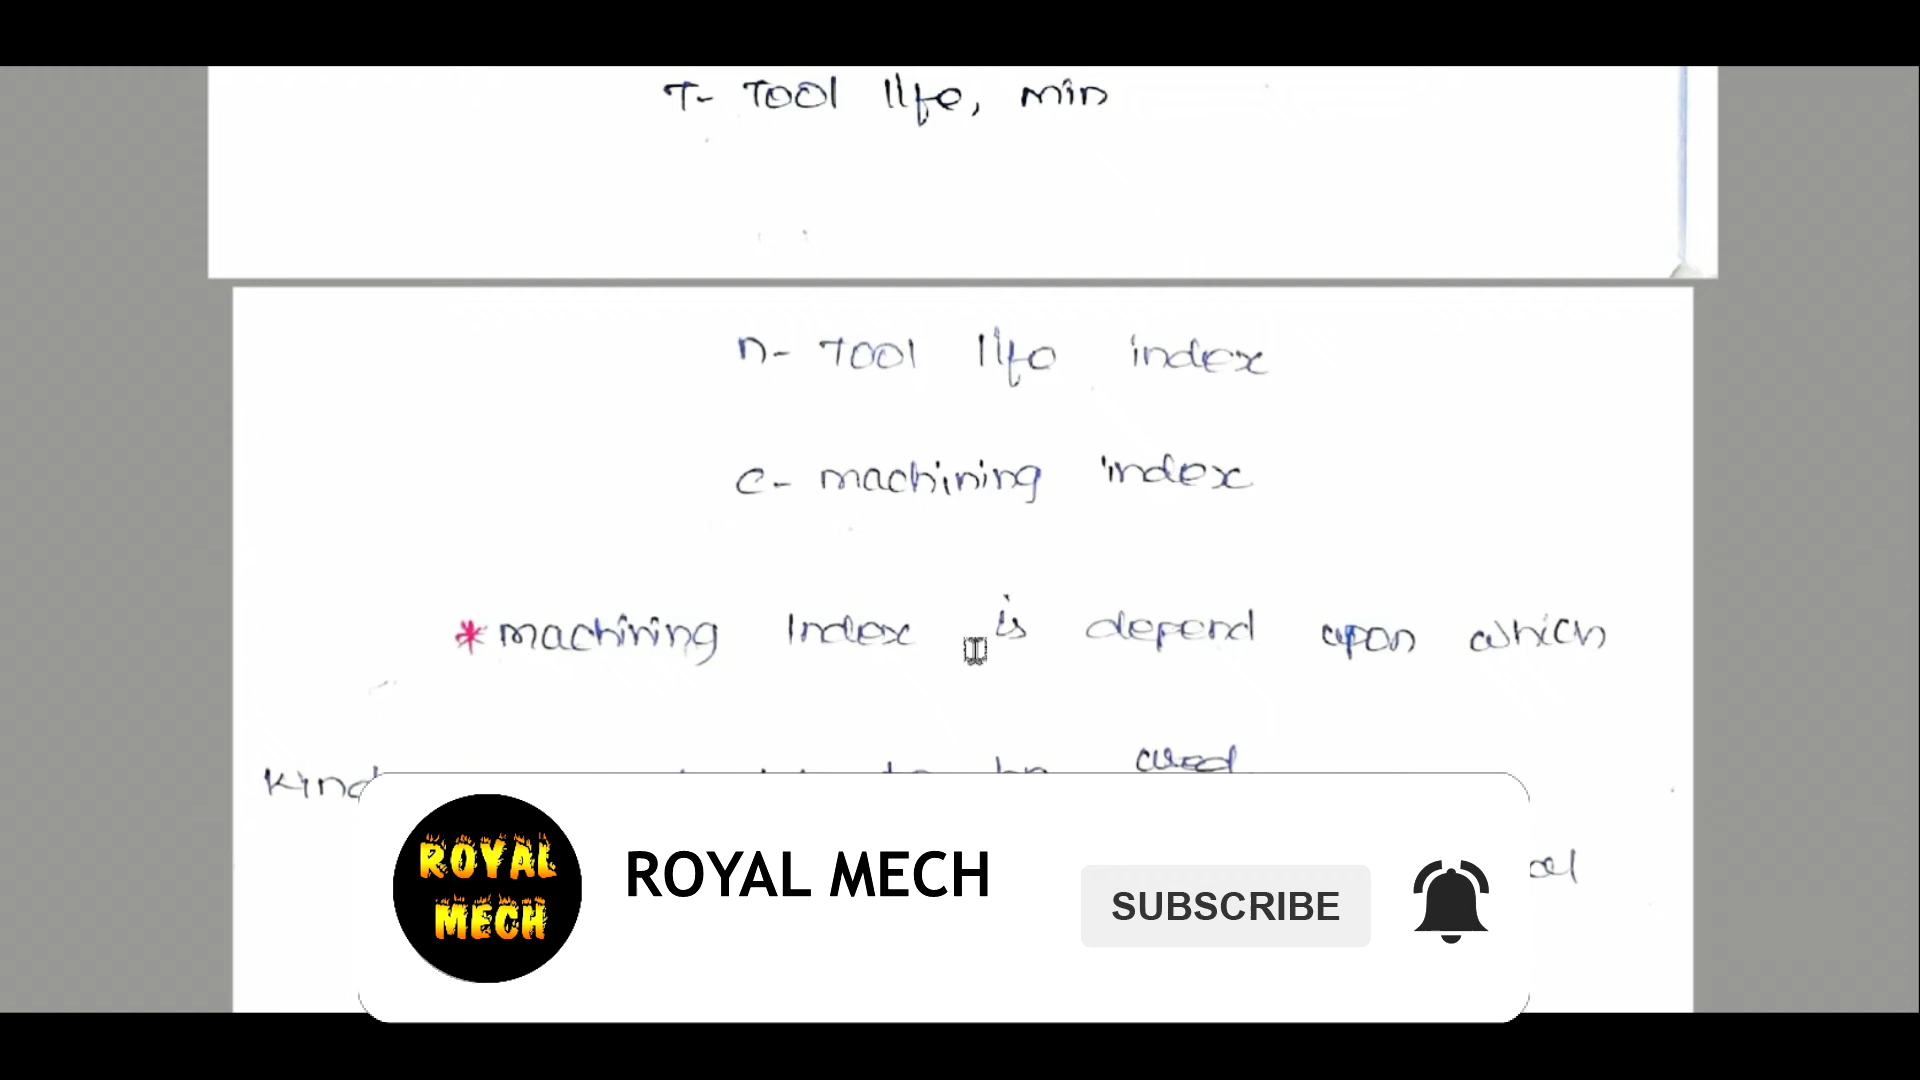 T- Tool life, min
n- Tool life index
c- machining index
*machining Index is depend upon which
kind used
ROYAL
MECH
ROYAL MECH
SUBSCRIBE